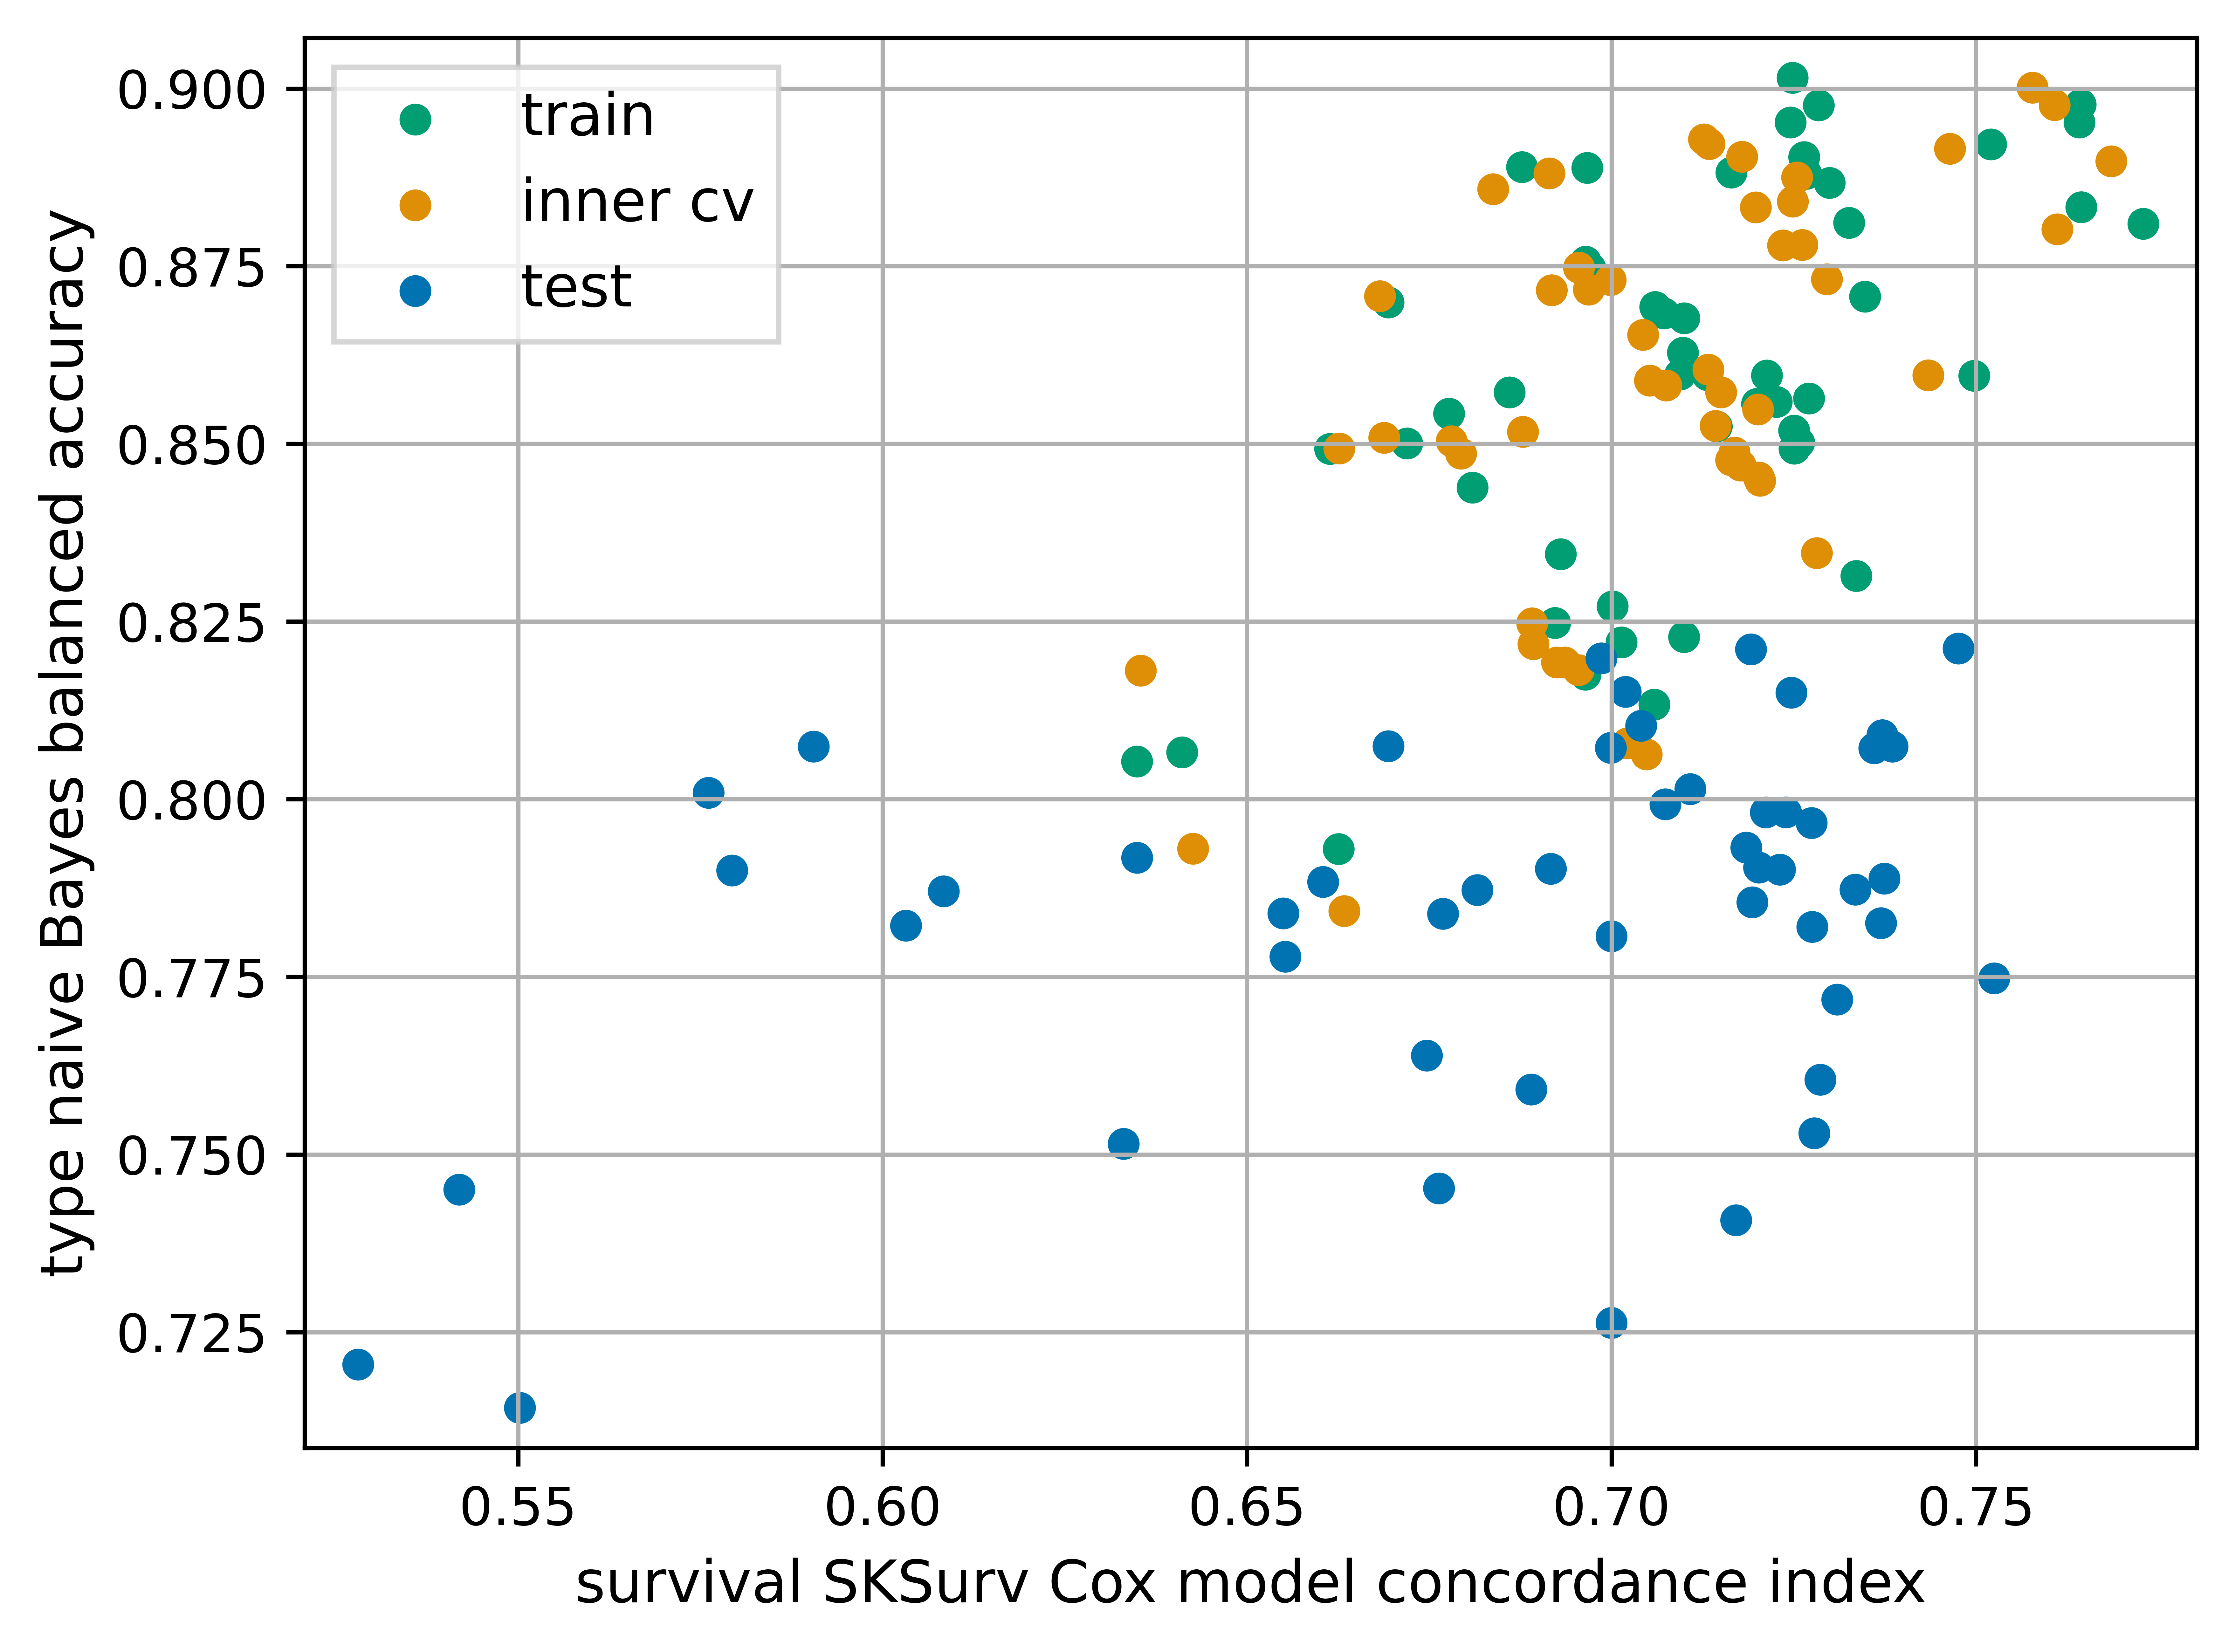 train
inner cv
test
type naive Bayes balanced accuracy
0.900
0.875
0.850
0.825
0.800
0.775
0.750
0.725
0.55 0.60 0.65 0.70 0.75
survival SKSurv Cox model concordance index